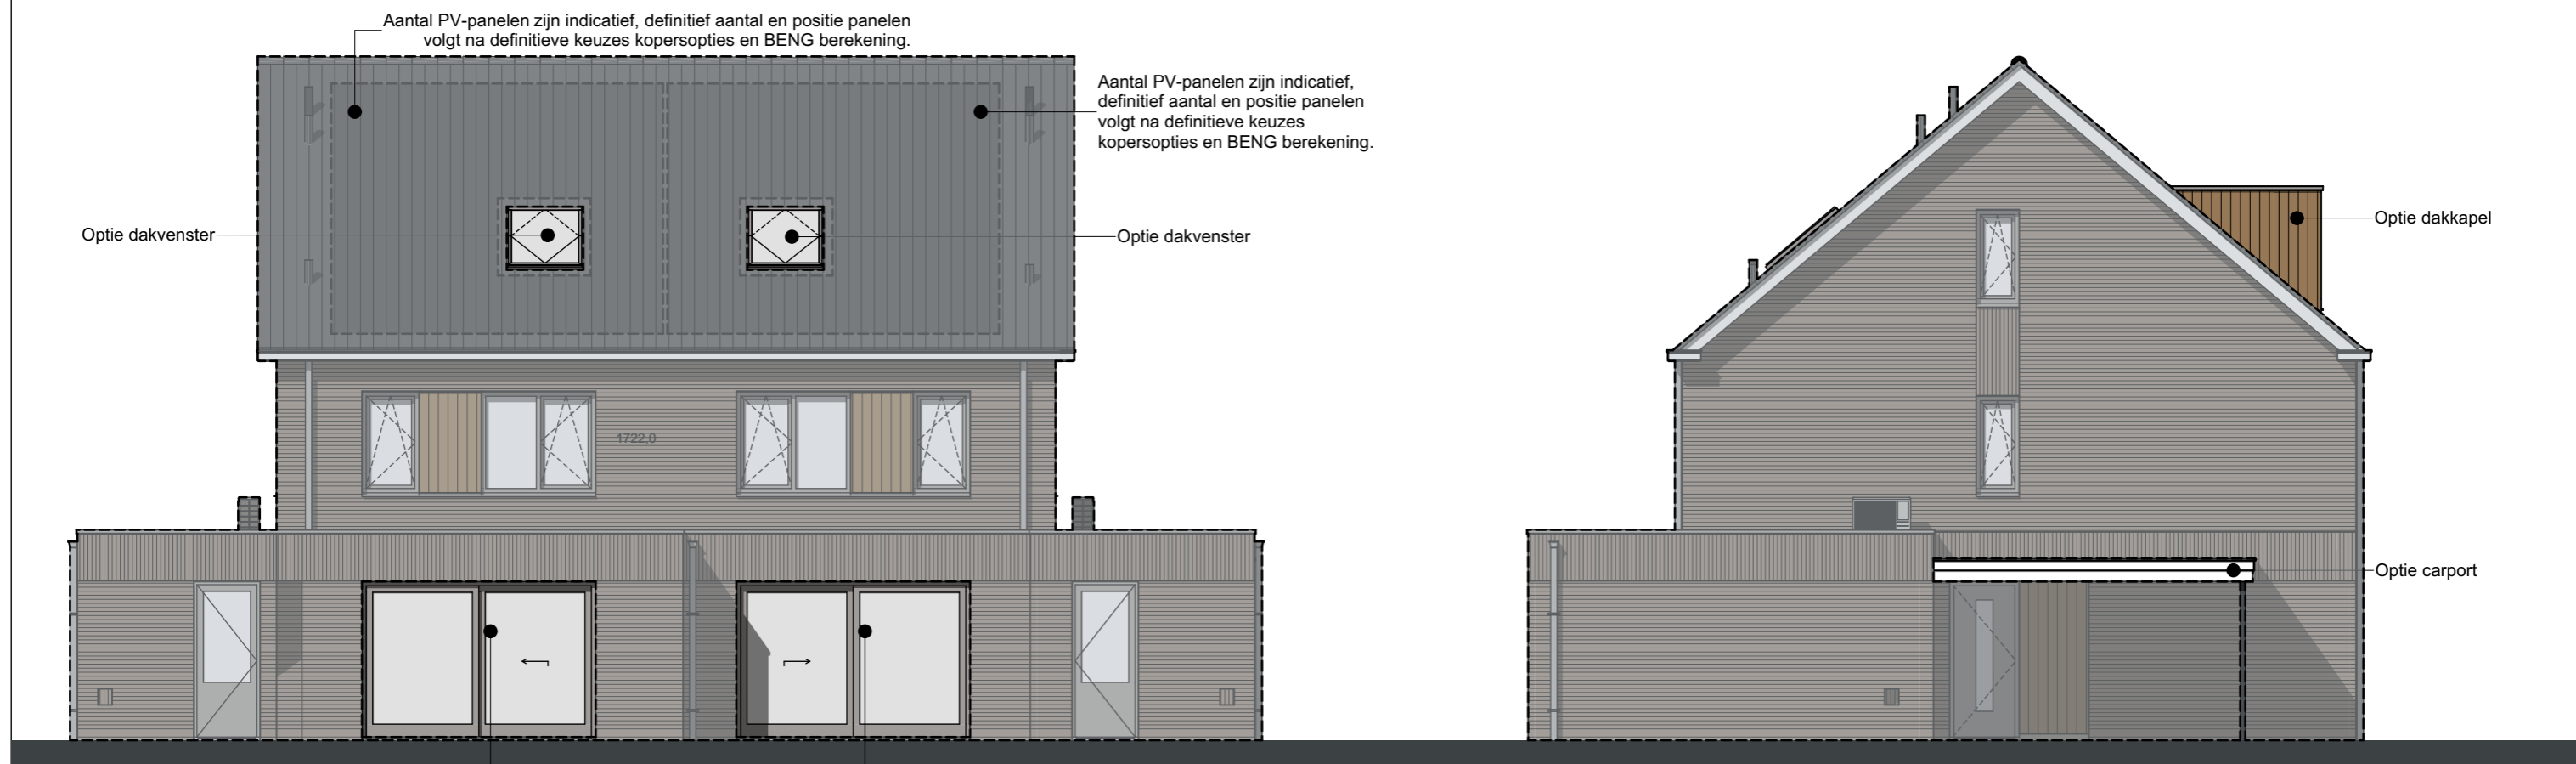 Aantal PV-panelen zijn indicatief, definitief aantal en positie panelen
volgt na definitieve keuzes kopersopties en BENG berekening.
Aantal PV-panelen zijn indicatief,
definitief aantal en positie panelen
volgt na definitieve keuzes
kopersopties en BENG berekening.
Optie dakvenster
Optie dakvenster
1722,0
Optie dakkapel
Optie carport